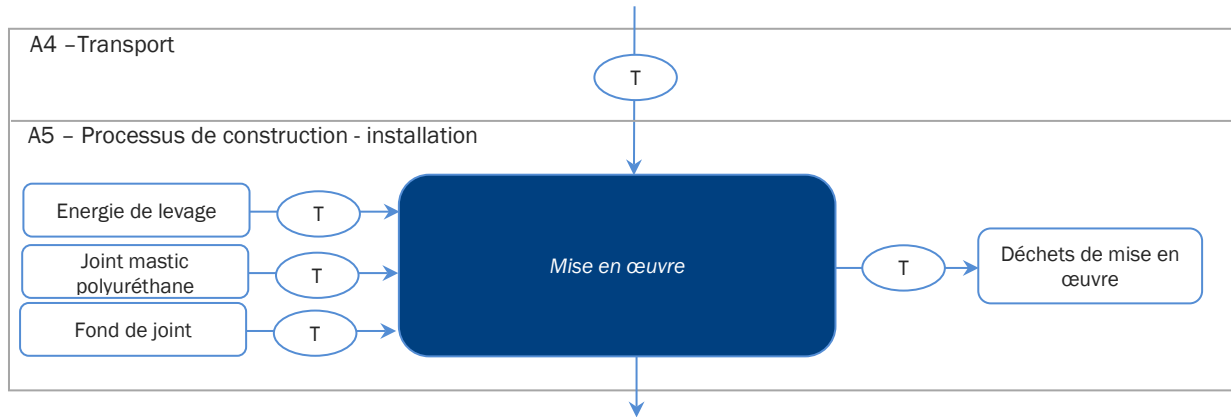 A4 –Transport
T
A5 – Processus de construction - installation
Energie de levage
T
Joint mastic
polyuréthane
T
Fond de joint
T
Mise en œuvre
T
Déchets de mise en
œuvre